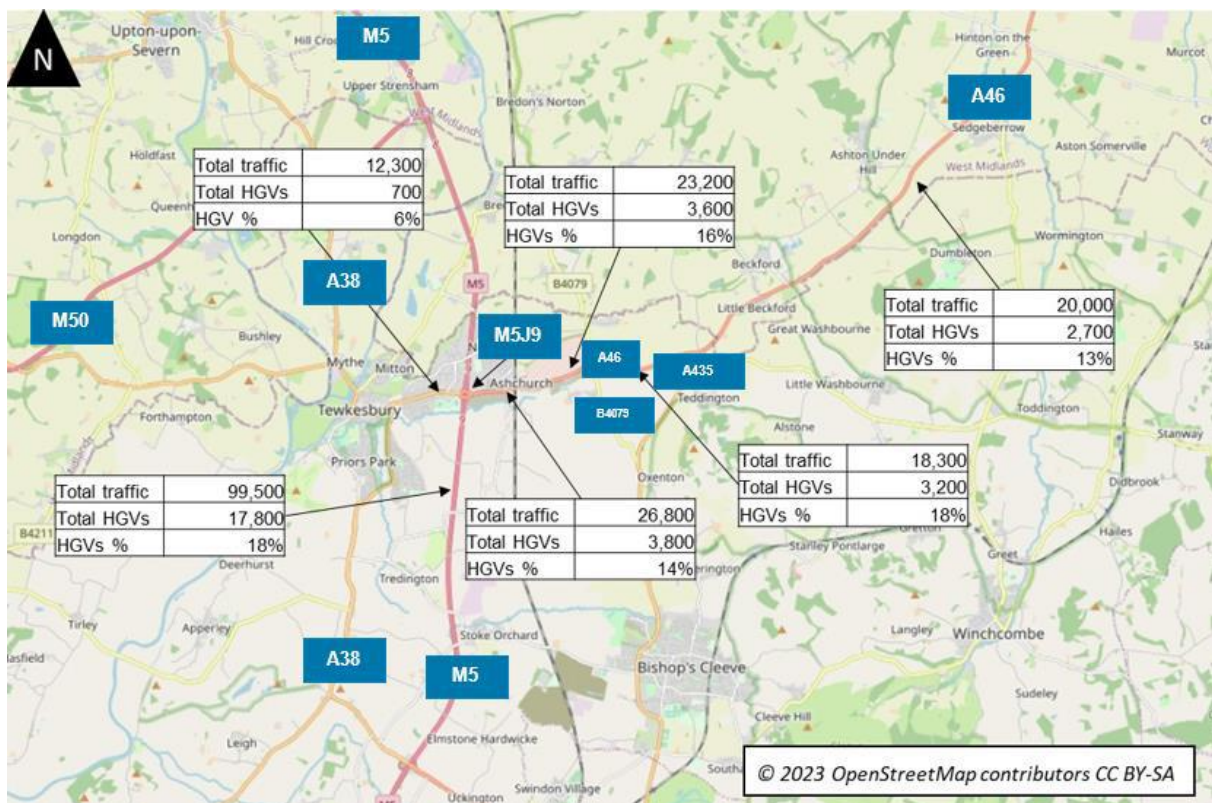 N
Upton-upon-
Severn
Hill Croo
M5
Upper Strensham
Bredon's Norton
West Midlands
Hinton on the
Green
Murcot
A46
Sedgeberrow
Aston Somerville
Holdfast
Ashton Under
Hill
West Midlands
Total traffic 12,300
Total HGVs 700
HGV % 6%
Total traffic 23,200
Total HGVs 3,600
HGVs % 16%
Longdon
Wormington
Dumbleton
Beckford
A38
M5
B4079
Little Beckford
Total traffic 20,000
Total HGVs 2,700
HGVs % 13%
M50
Bushley
M5J9
Great Washbourne
Mythe
Mitton
A46
A435
Ashchurch
Little Washbourne
Forthampton
Tewkesbury
B4079
Teddington
Toddington
Alstone
Stanway
Priors Park
Oxenton
Total traffic 18,300
Total HGVs 3,200
HGVs % 18%
Total traffic 99,500
Total HGVs 17,800
HGVs % 18%
Total traffic 26,800
Total HGVs 3,800
HGVs % 14%
Didbrook
B4211
Hailes
Gretton
Stanley Pontlarge
Greet
Deerhurst
Tredington
Tirley
Apperley
Stoke Orchard
Langley
Winchcombe
A38
M5
Bishop's Cleeve
Sudeley
Cleeve Hill
Leigh
Elmstone Hardwicke
Swindon Village
Uckington
M5
© 2023 OpenStreetMap contributors CC BY-SA